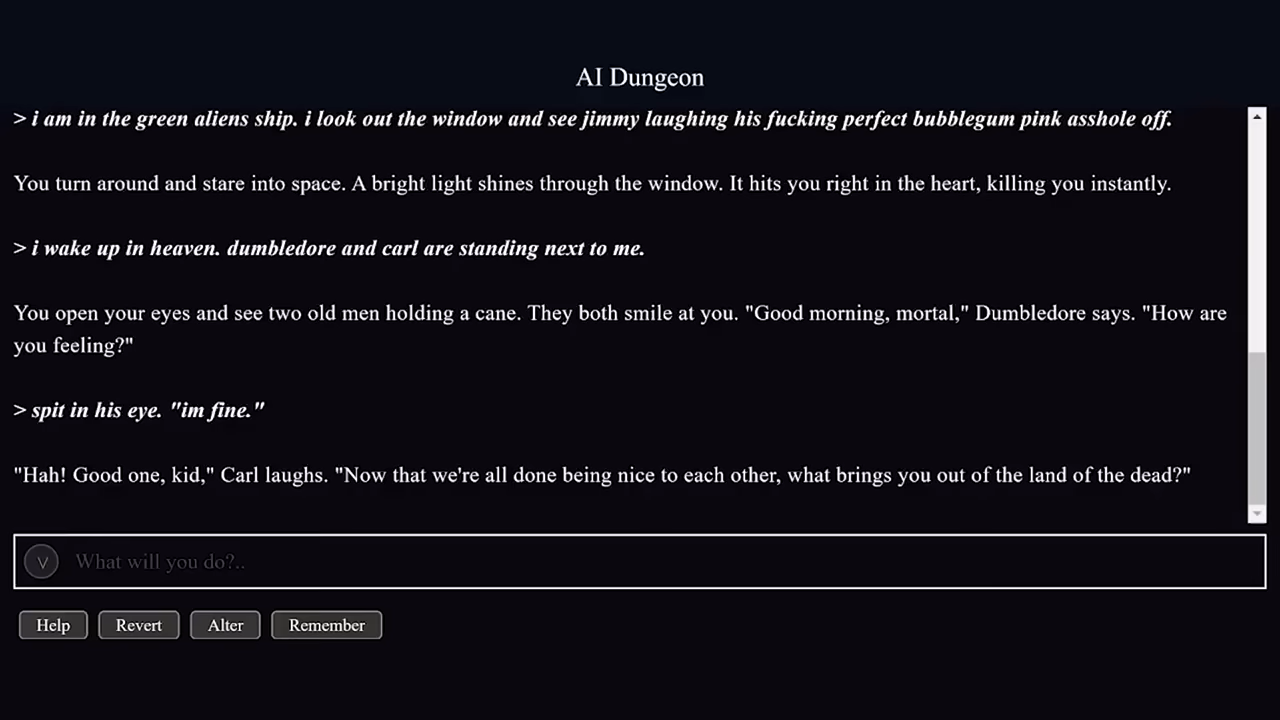 AI Dungeon
> i am in the green aliens ship. i look out the window and see jimmy laughing his fucking perfect bubblegum pink asshole off.
You turn around and stare into space. A bright light shines through the window. It hits you right in the heart, killing you instantly.
> i wake up in heaven. dumbledore and carl are standing next to me.
You open your eyes and see two old men holding a cane. They both smile at you. "Good morning, mortal," Dumbledore says. "How are
you feeling?"
> spit in his eye. "im fine."
"Hah! Good one, kid," Carl laughs. "Now that we're all done being nice to each other, what brings you out of the land of the dead?"
V What will you do?..
Help Revert Alter Remember